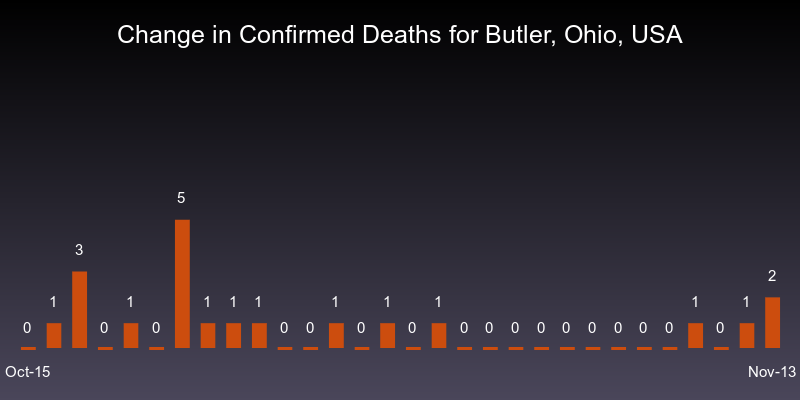 Change in Confirmed Deaths for Butler, Ohio, USA
5
3
2
0 1 0 1 0 1 1 1 0 0 1 0 1 0 1 0 0 0 0 0 0 0 0 0 1 0 1
Oct-15 Nov-13